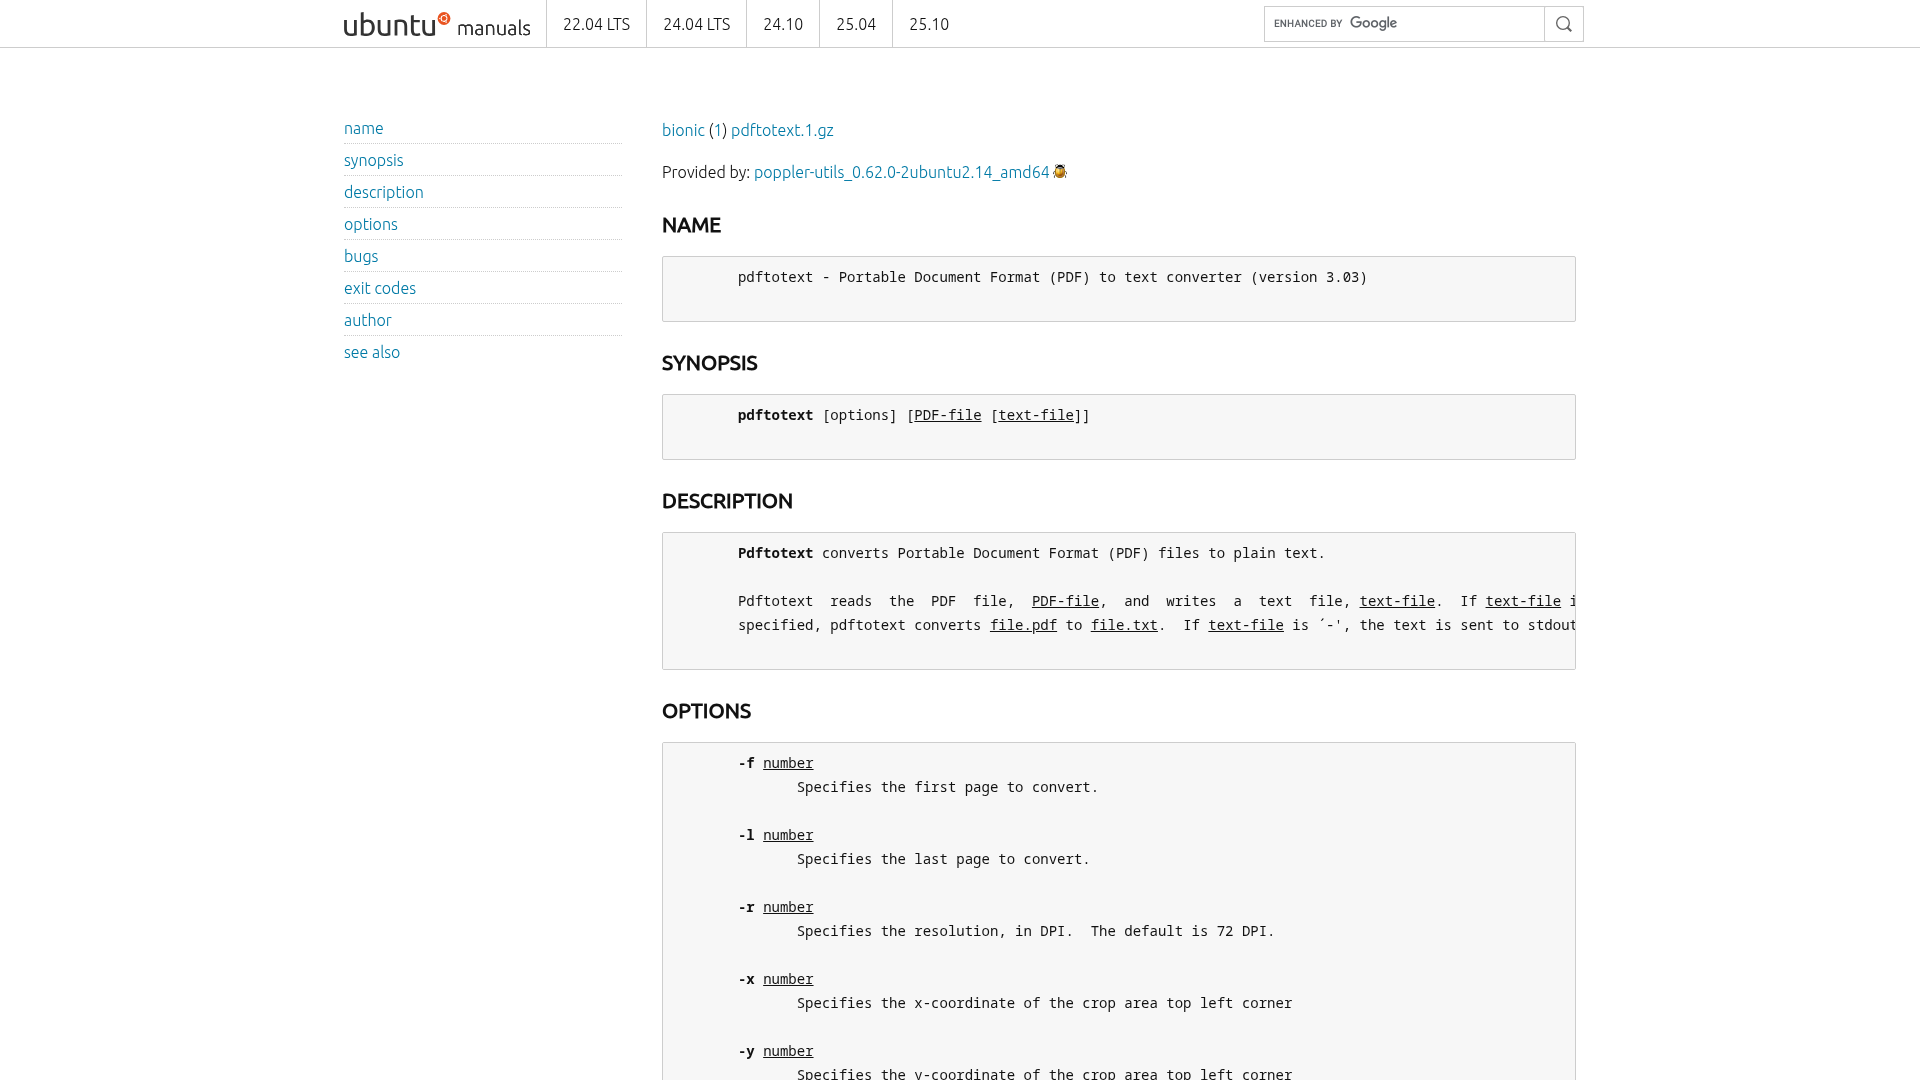 ubuntu manuals
22.04 LTS
24.04 LTS
24.10
25.04
25.10
ENHANCED BY Google
name
synopsis
description
options
bugs
exit codes
author
see also
bionic (1) pdftotext.1.gz
Provided by: poppler-utils_0.62.0-2ubuntu2.14_amd64
NAME
pdftotext - Portable Document Format (PDF) to text converter (version 3.03)
SYNOPSIS
pdftotext [options] [PDF-file [text-file]]
DESCRIPTION
Pdftotext converts Portable Document Format (PDF) files to plain text.
Pdftotext reads the PDF file, PDF-file, and writes a text file, text-file. If text-file i
specified, pdftotext converts file.pdf to file.txt. If text-file is ´-', the text is sent to stdout
OPTIONS
-f number
Specifies the first page to convert.
-l number
Specifies the last page to convert.
-r number
Specifies the resolution, in DPI. The default is 72 DPI.
-x number
Specifies the x-coordinate of the crop area top left corner
-y number
Specifies the y-coordinate of the crop area top left corner